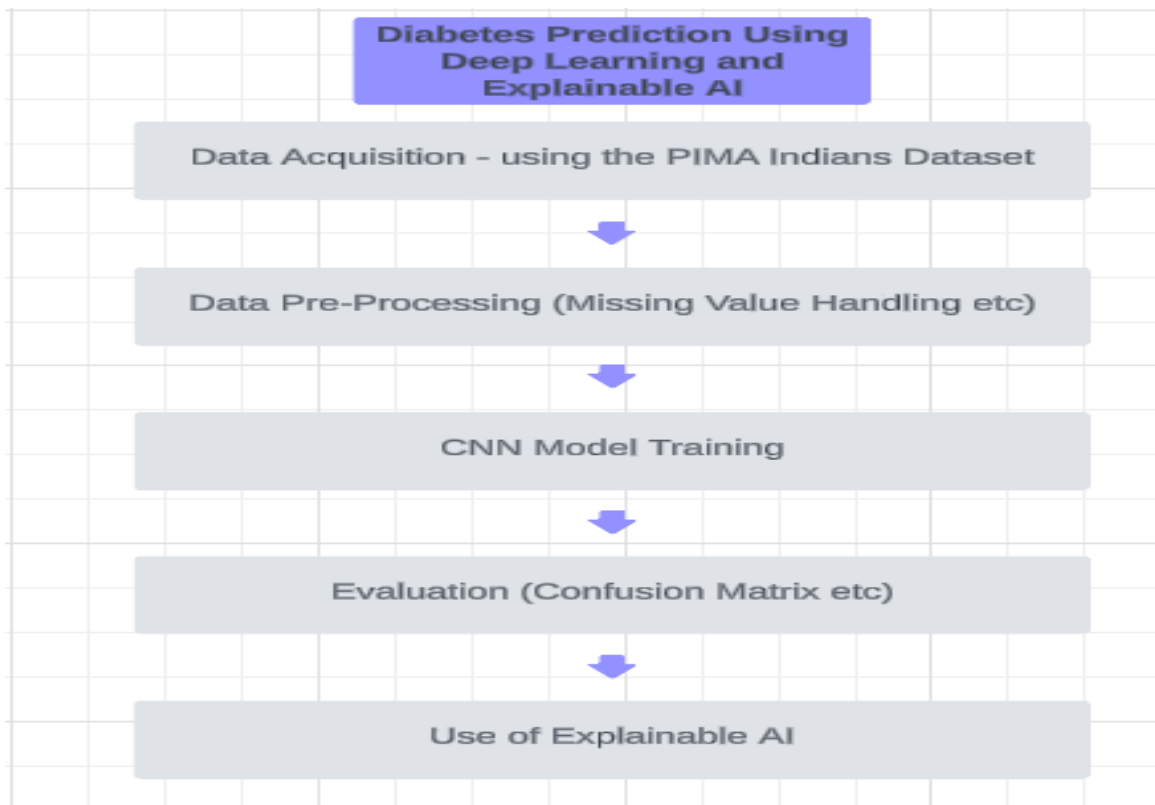 Diabetes Prediction Using
Deep Learning and
Explainable AI
Data Acquisition - using the PIMA Indians Dataset
Data Pre-Processing (Missing Value Handling etc)
CNN Model Training
Evaluation (Confusion Matrix etc)
Use of Explainable AI